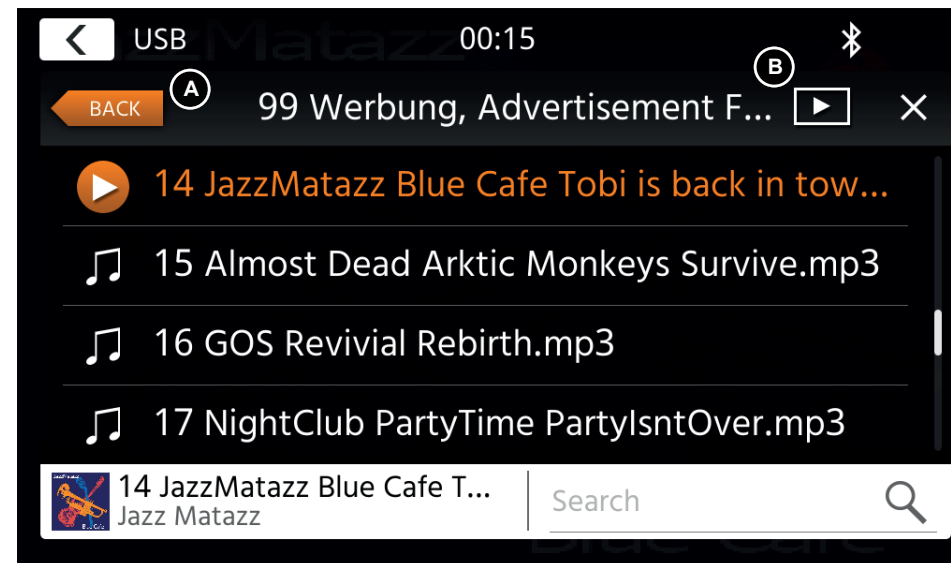 USB 00:15
A B
BACK 99 Werbung, Advertisement F...
14 JazzMatazz Blue Cafe Tobi is back in tow...
15 Almost Dead Arktic Monkeys Survive.mp3
16 GOS Revivial Rebirth.mp3
17 NightClub PartyTime PartyIsntOver.mp3
14 JazzMatazz Blue Cafe T...
Jazz Matazz
Search